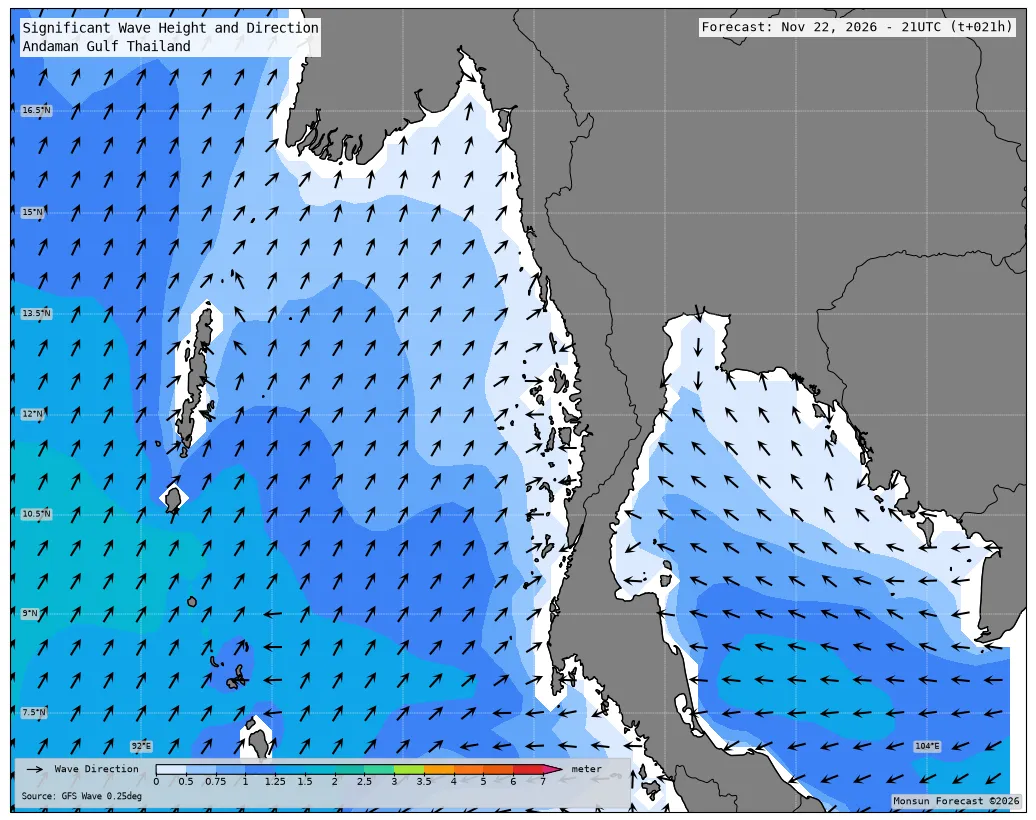 Significant Wave Height and Direction
Andaman Gulf Thailand
Forecast: Nov 22, 2026 - 21UTC (t+021h)
16.5°N
15°N
13.5°N
12°N
10.5°N
9°N
7.5°N
92°E
104°E
Wave Direction
0 0.5 0.75 1 1.25 1.5 2 2.5 3 3.5 4 5 6 7 meter
Source: GFS Wave 0.25deg
Monsun Forecast ©2026